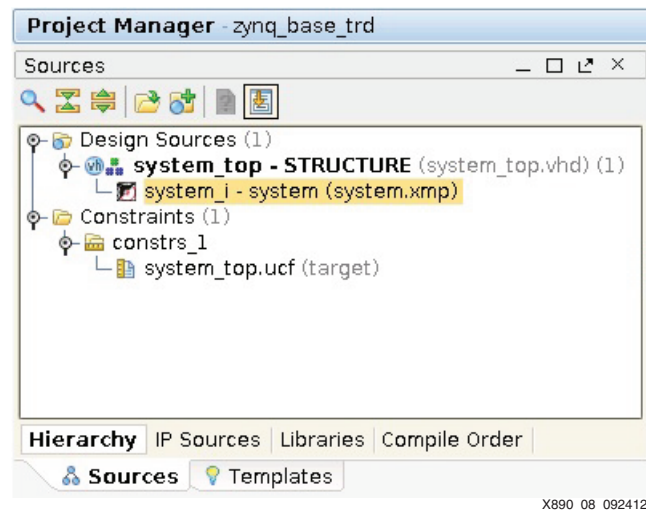 Project Manager - zynq_base_trd
Sources
Design Sources (1)
vh system_top - STRUCTURE (system_top.vhd) (1)
system_i - system (system.xmp)
Constraints (1)
constrs_1
system_top.ucf (target)
Hierarchy IP Sources Libraries Compile Order
Sources Templates
X890_08_092412